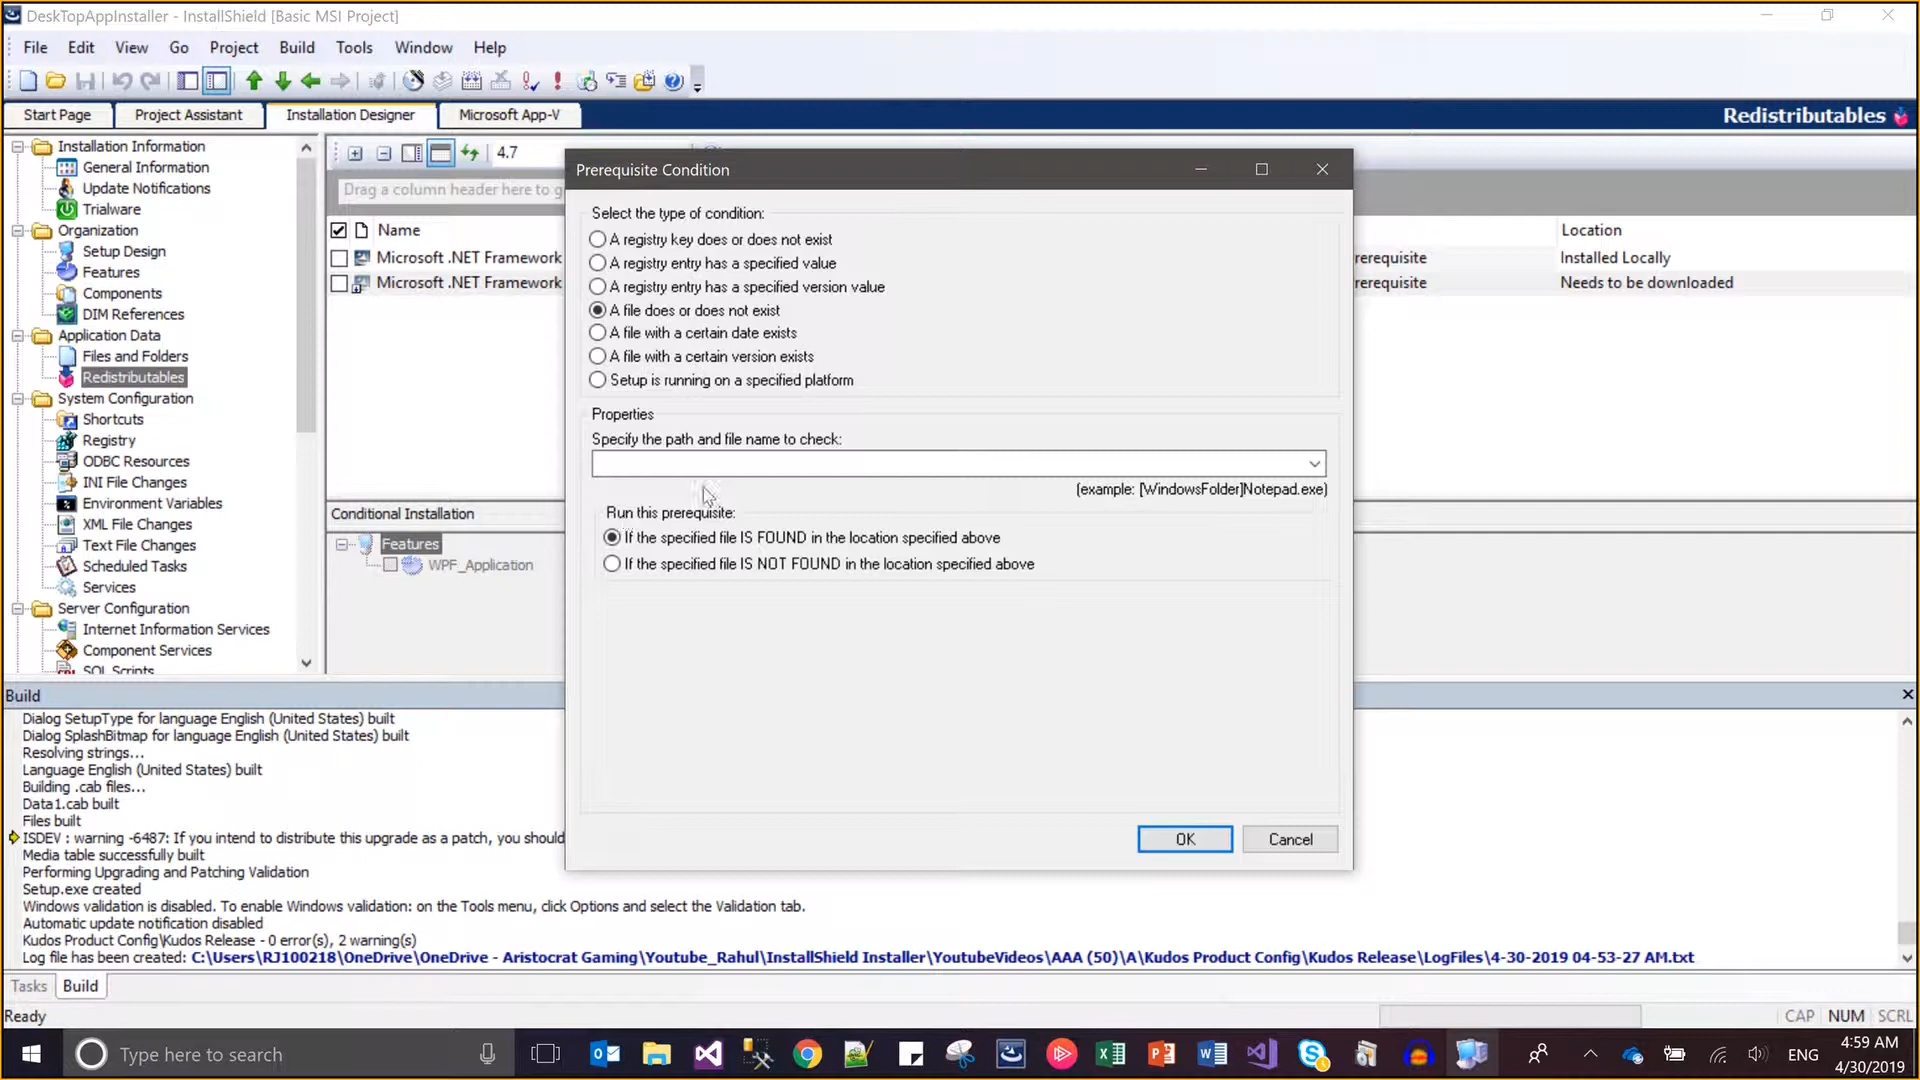 DeskTopAppInstaller - InstallShield [Basic MSI Project]
File Edit View Go Project Build Tools Window Help
Start Page Project Assistant Installation Designer Microsoft App-V Redistributables
Installation Information
General Information
Update Notifications
Trialware
Organization
Setup Design
Features
Components
DIM References
Application Data
Files and Folders
Redistributables
System Configuration
Shortcuts
Registry
ODBC Resources
INI File Changes
Environment Variables
XML File Changes
Text File Changes
Scheduled Tasks
Services
Server Configuration
Internet Information Services
Component Services
SQL Scripts
4.7
Drag a column header here to g
Name Location
Microsoft .NET Framework rerequisite Installed Locally
Microsoft .NET Framework rerequisite Needs to be downloaded
Conditional Installation
Features
WPF_Application
Prerequisite Condition
Select the type of condition:
A registry key does or does not exist
A registry entry has a specified value
A registry entry has a specified version value
A file does or does not exist
A file with a certain date exists
A file with a certain version exists
Setup is running on a specified platform
Properties
Specify the path and file name to check:
(example: [WindowsFolder]Notepad.exe)
Run this prerequisite:
If the specified file IS FOUND in the location specified above
If the specified file IS NOT FOUND in the location specified above
OK Cancel
Build
Dialog SetupType for language English (United States) built
Dialog SplashBitmap for language English (United States) built
Resolving strings...
Language English (United States) built
Building .cab files...
Data1.cab built
Files built
ISDEV : warning -6487: If you intend to distribute this upgrade as a patch, you should
Media table successfully built
Performing Upgrading and Patching Validation
Setup.exe created
Windows validation is disabled. To enable Windows validation: on the Tools menu, click Options and select the Validation tab.
Automatic update notification disabled
Kudos Product Config\Kudos Release - 0 error(s), 2 warning(s)
Log file has been created: C:\Users\RJ100218\OneDrive\OneDrive - Aristocrat Gaming\Youtube_Rahul\InstallShield Installer\YoutubeVideos\AAA (50)\A\Kudos Product Config\Kudos Release\LogFiles\4-30-2019 04-53-27 AM.txt
Tasks Build
Ready CAP NUM SCRL
Type here to search ENG 4:59 AM
4/30/2019